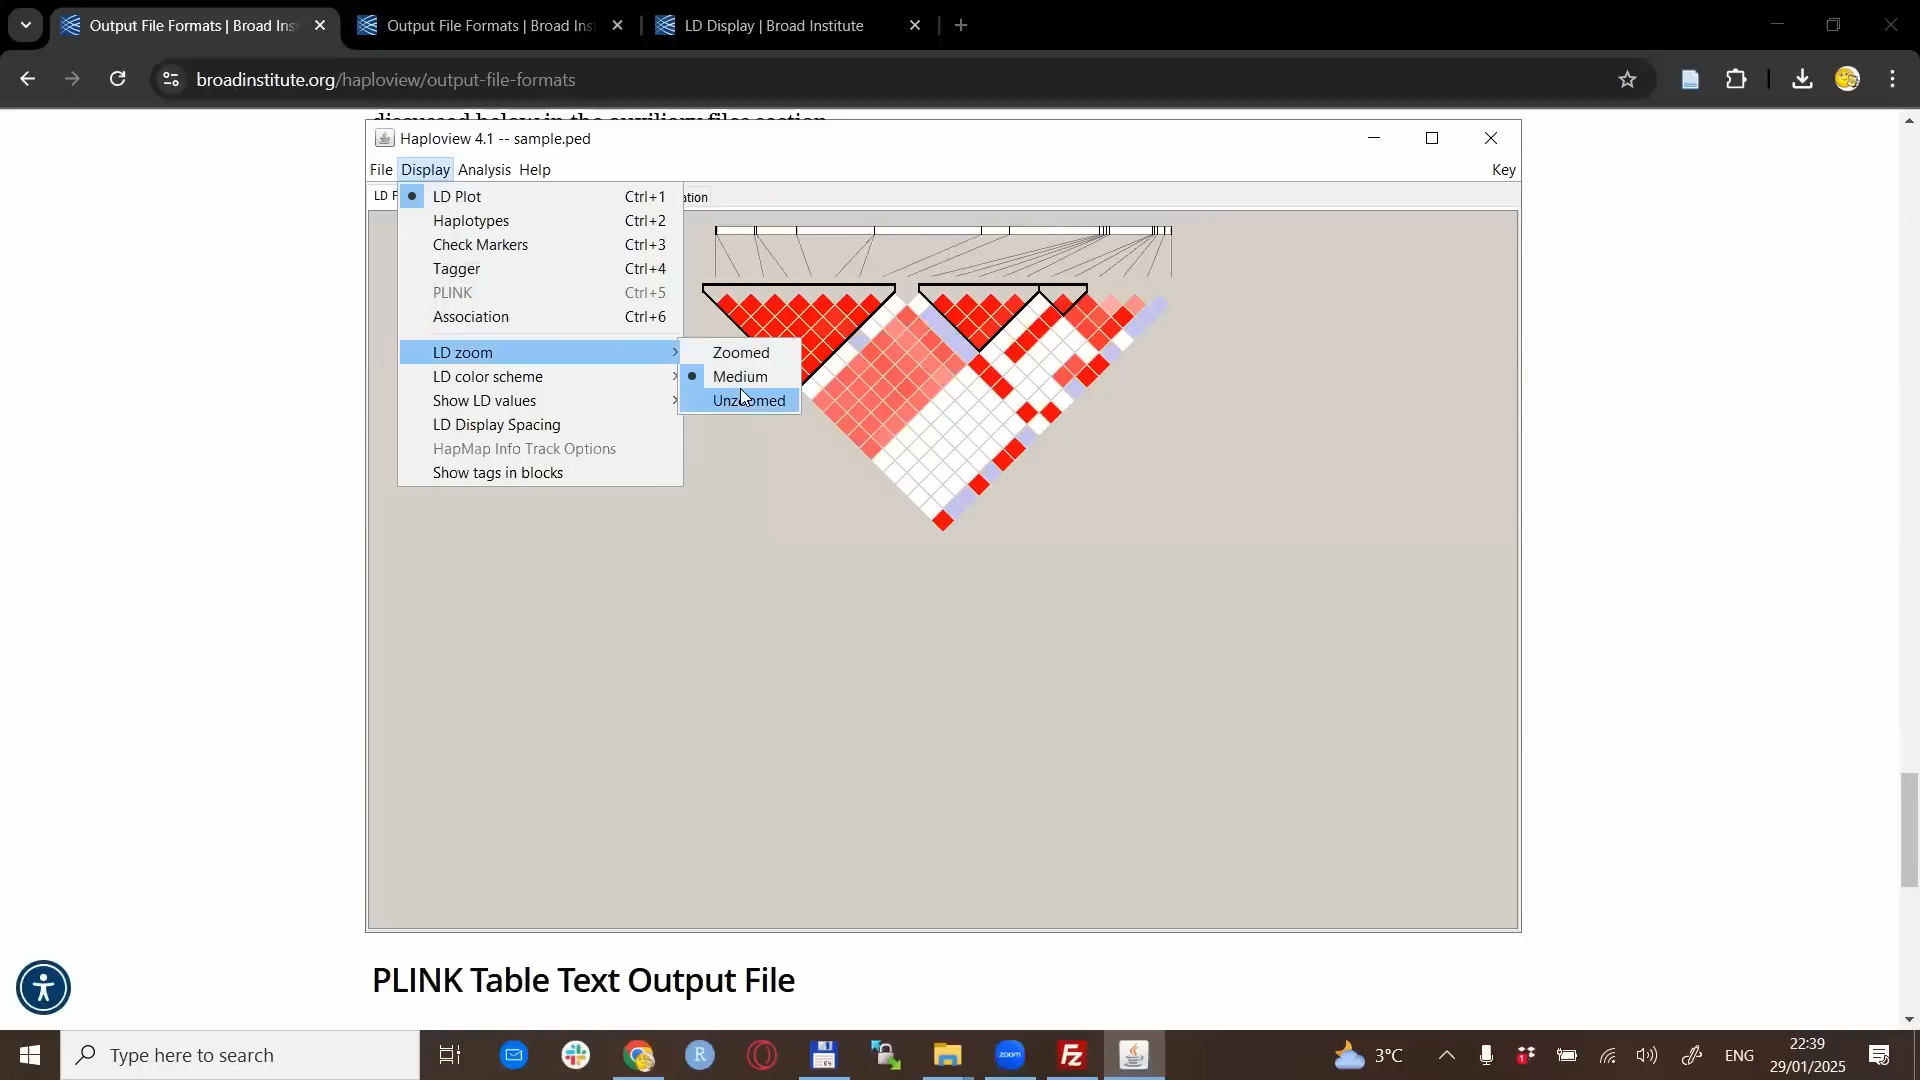 Output File Formats | Broad Ins
Output File Formats | Broad Ins
LD Display | Broad Institute
broadinstitute.org/haploview/output-file-formats
Haploview 4.1 -- sample.ped
File Display Analysis Help
Key
LD Plot Ctrl+1
Haplotypes Ctrl+2
Check Markers Ctrl+3
Tagger Ctrl+4
PLINK Ctrl+5
Association Ctrl+6
LD zoom
LD color scheme
Show LD values
LD Display Spacing
HapMap Info Track Options
Show tags in blocks
Zoomed
Medium
Unzoomed
PLINK Table Text Output File
Type here to search
zoom
3°C
ENG
22:39
29/01/2025